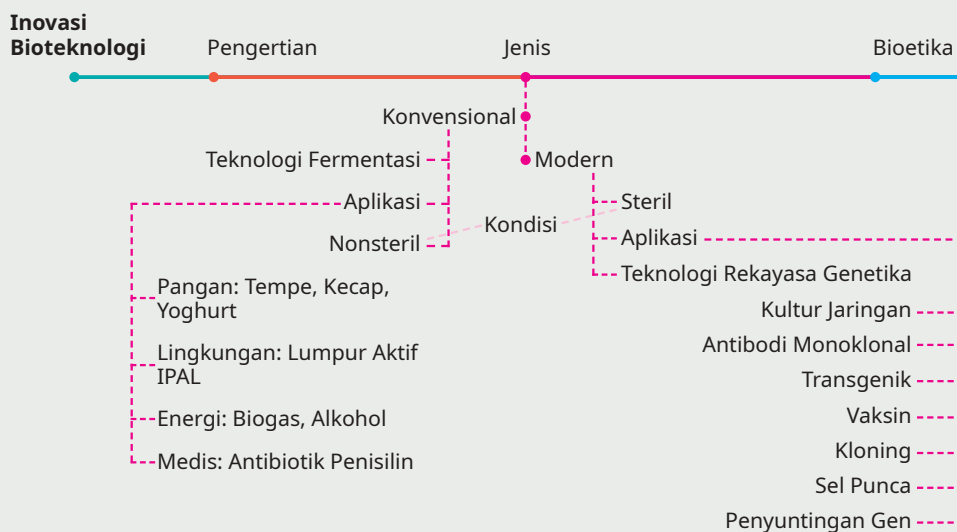 Inovasi
Bioteknologi
Pengertian
Jenis
Bioetika
Konvensional
Teknologi Fermentasi
Aplikasi
Nonsteril
Kondisi
Modern
Steril
Aplikasi
Teknologi Rekayasa Genetika
Pangan: Tempe, Kecap,
Yoghurt
Lingkungan: Lumpur Aktif
IPAL
Energi: Biogas, Alkohol
Medis: Antibiotik Penisilin
Kultur Jaringan
Antibodi Monoklonal
Transgenik
Vaksin
Kloning
Sel Punca
Penyuntingan Gen